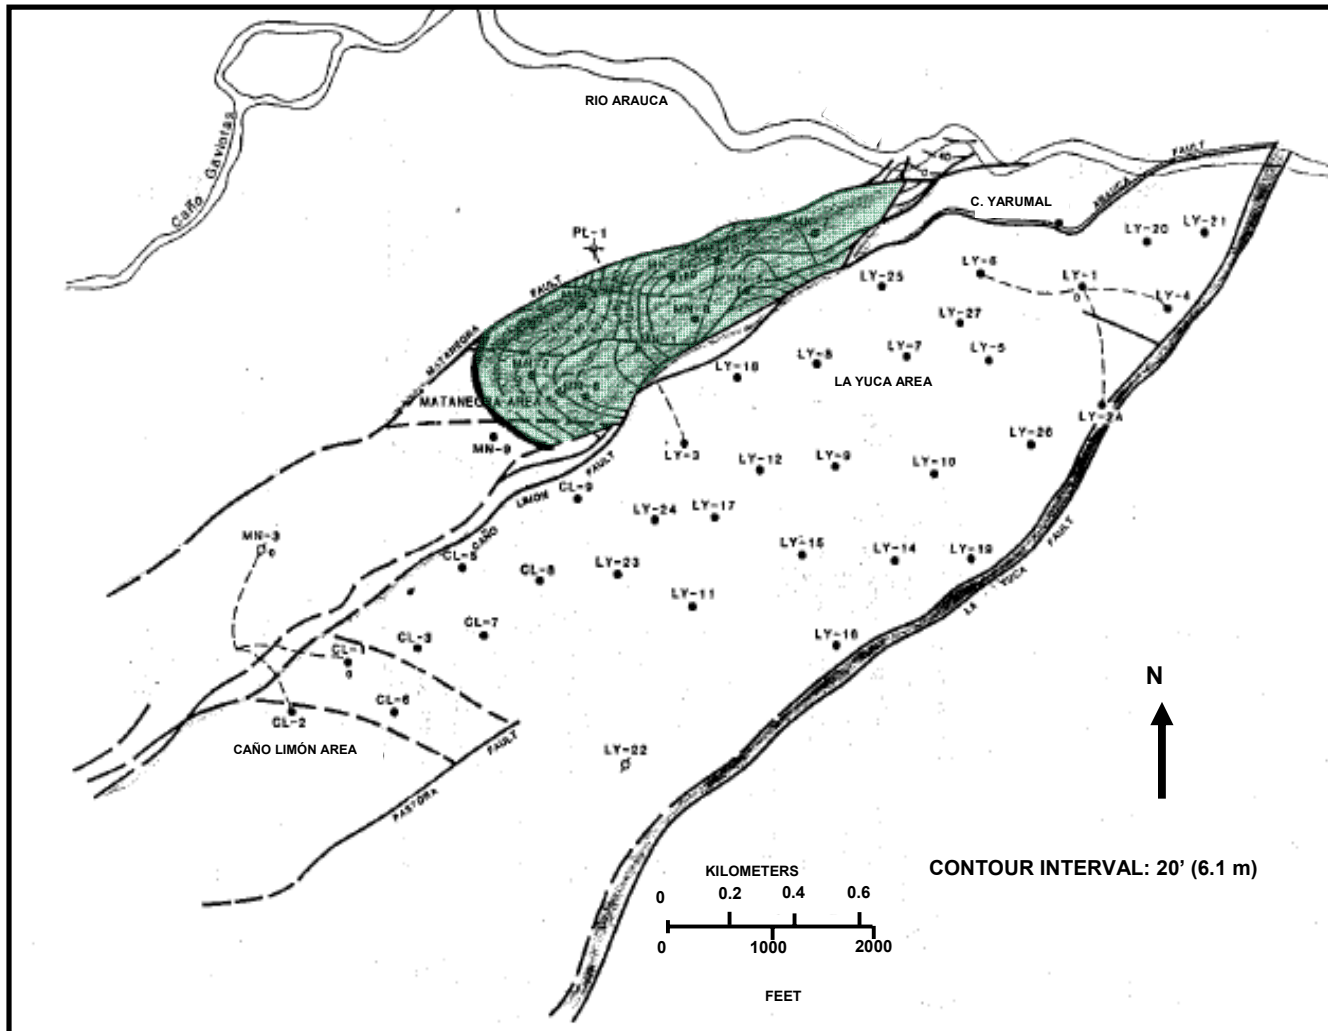 RIO ARAUCA
Caño Gaviotas
FAULT
ARAUCA
C. YARUMAL
LY-20
LY-21
PL-1
LY-6
LY-1
LY-4
LY-25
FAULT
MATANEGRA
LY-27
LY-18
LY-8
LY-7
LY-5
LA YUCA AREA
MN-2
MATANEGRA AREA
LY-2A
MN-9
LY-3
LY-12
LY-9
LY-10
LY-26
FAULT
LIMON
CAÑO
CL-9
LY-24
LY-17
MN-3
CL-5
CL-8
LY-23
LY-15
LY-14
LY-19
FAULT
LA YUCA
LY-11
CL-7
CL-3
CL-1
LY-16
CL-2
CL-6
CAÑO LIMÓN AREA
FAULT
PASTORA
LY-22
N
CONTOUR INTERVAL: 20' (6.1 m)
KILOMETERS
0 0.2 0.4 0.6
0 1000 2000
FEET